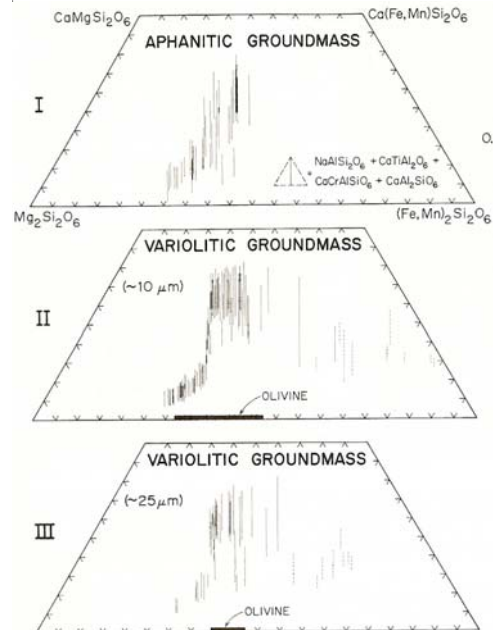 CaMgSi₂O₆
Ca(Fe,Mn)Si₂O₆
APHANITIC GROUNDMASS
I
O.
NaAlSi₂O₆ + CaTiAl₂O₆ +
CaCrAlSiO₆ + CaAl₂SiO₆
Mg₂Si₂O₆
(Fe,Mn)₂Si₂O₆
VARIOLITIC GROUNDMASS
(~10 μm)
II
OLIVINE
VARIOLITIC GROUNDMASS
(~25μm)
III
OLIVINE